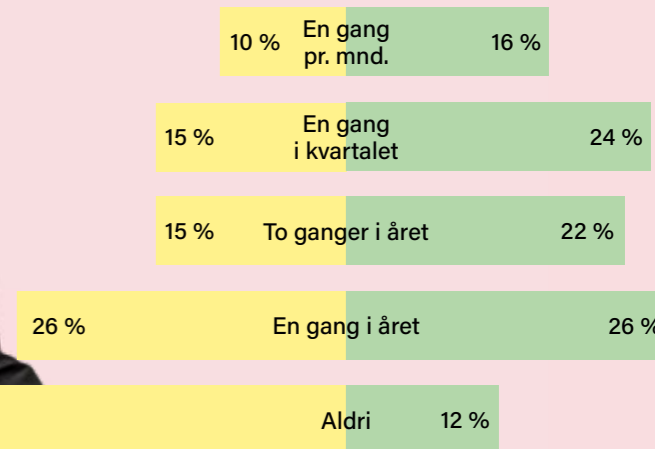 10 % En gang pr. mnd. 16 %
15 % En gang i kvartalet 24 %
15 % To ganger i året 22 %
26 % En gang i året 26 %
Aldri 12 %